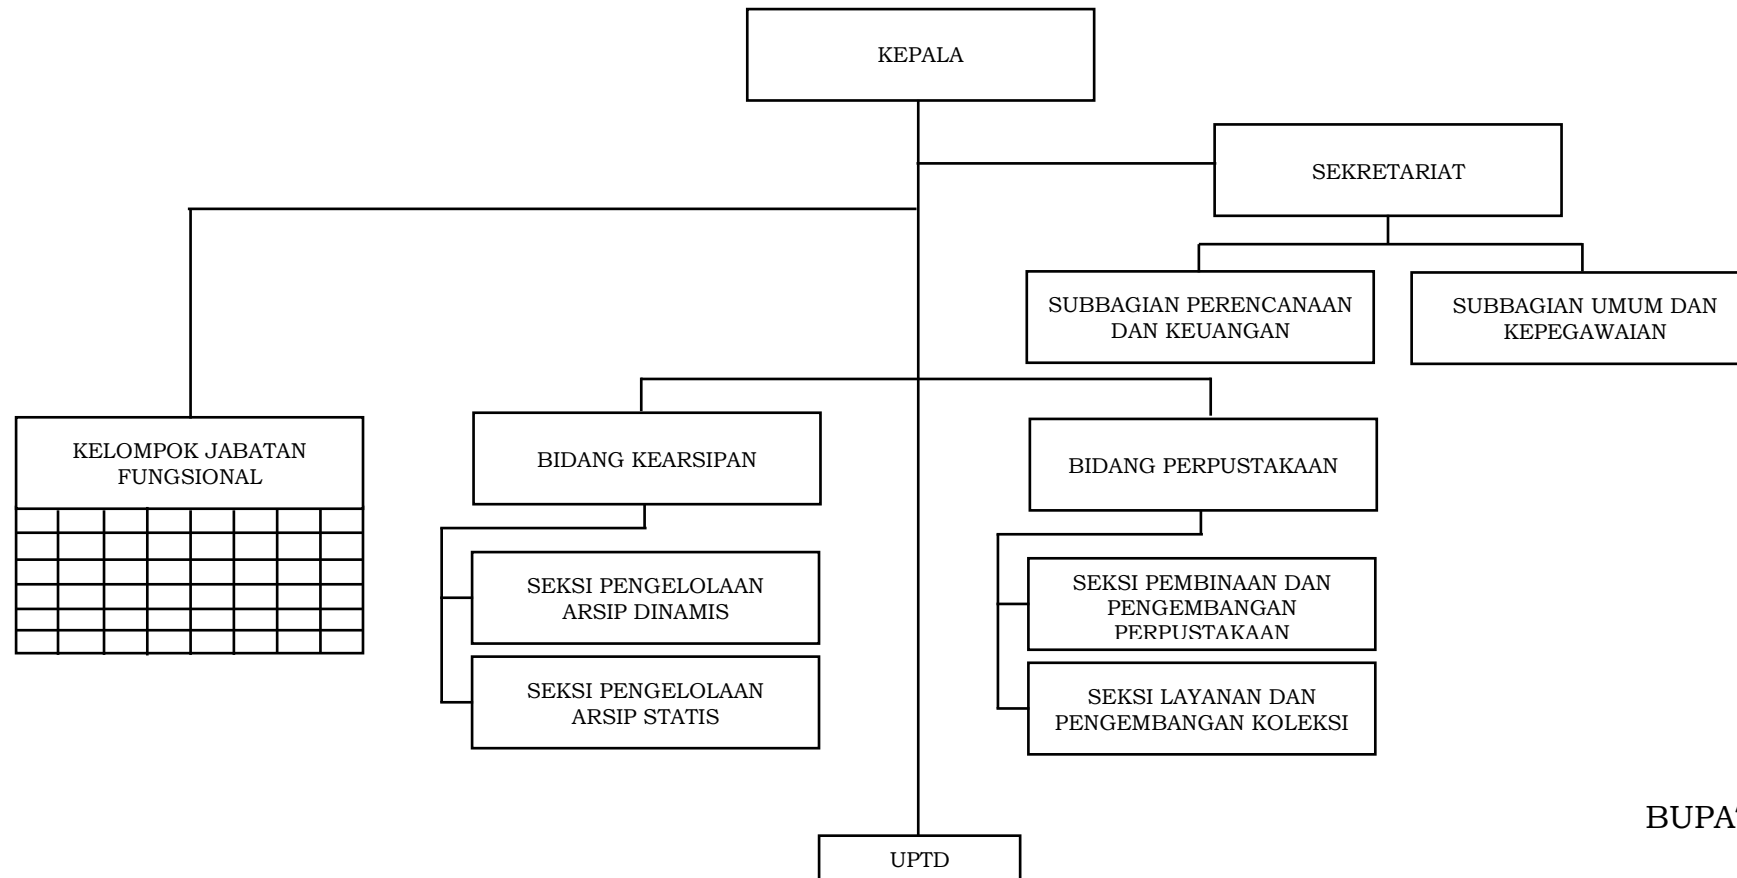 KEPALA
SEKRETARIAT
SUBBAGIAN PERENCANAAN
DAN KEUANGAN
SUBBAGIAN UMUM DAN
KEPEGAWAIAN
KELOMPOK JABATAN
FUNGSIONAL
BIDANG KEARSIPAN
BIDANG PERPUSTAKAAN
SEKSI PENGELOLAAN
ARSIP DINAMIS
SEKSI PEMBINAAN DAN
PENGEMBANGAN
PERPUSTAKAAN
SEKSI PENGELOLAAN
ARSIP STATIS
SEKSI LAYANAN DAN
PENGEMBANGAN KOLEKSI
UPTD